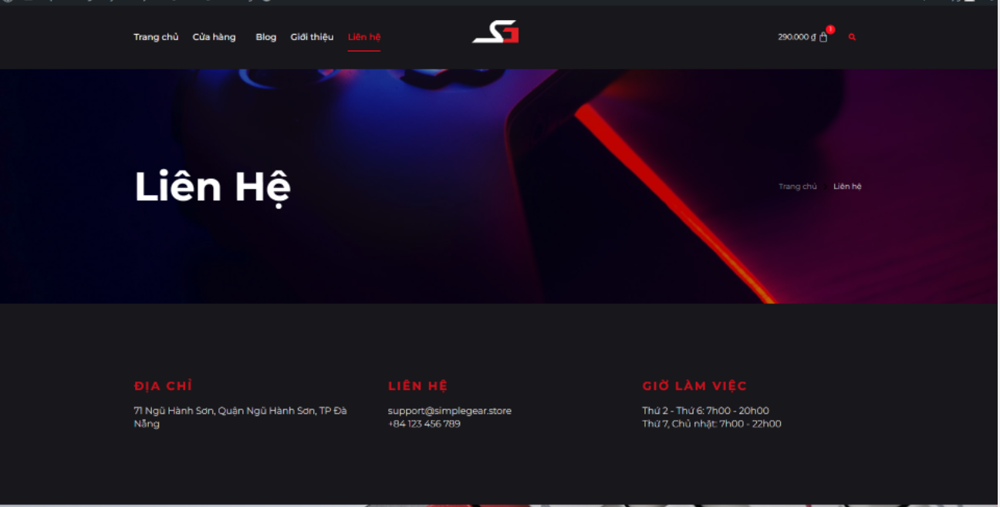 Trang chủ Cửa hàng Blog Giới thiệu Liên hệ
290.000 ₫ 1
Liên Hệ
Trang chủ Liên hệ
ĐỊA CHỈ
71 Ngũ Hành Sơn, Quận Ngũ Hành Sơn, TP Đà
Nẵng
LIÊN HỆ
support@simplegear.store
+84 123 456 789
GIỜ LÀM VIỆC
Thứ 2 - Thứ 6: 7h00 - 20h00
Thứ 7, Chủ nhật: 7h00 - 22h00